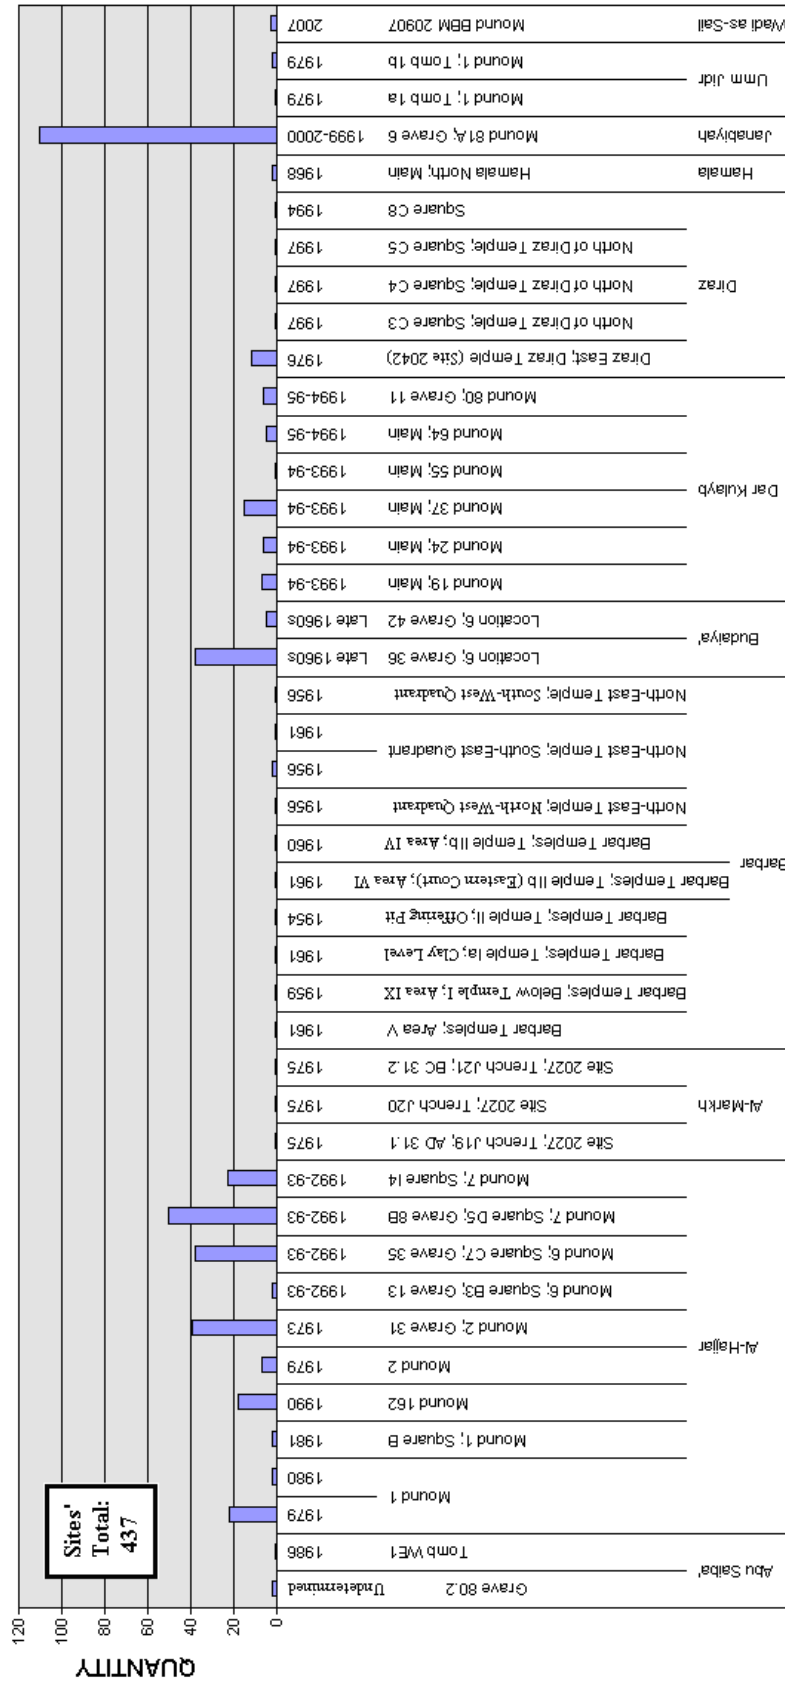 Wadi as-Sail
Mound BBM 20907
2007
Umm Jidr
Mound 1; Tomb 1b
1979
Mound 1; Tomb 1a
1979
Janabiyah
Mound 81A, Grave 6
1999-2000
Hamala
Hamala North; Main
1968
Diraz
Square C8
1994
North of Diraz Temple; Square C5
1997
North of Diraz Temple; Square C4
1997
North of Diraz Temple; Square C3
1997
Diraz East; Diraz Temple (Site 2042)
1976
Dar Kulayb
Mound 80; Grave 11
1994-95
Mound 64; Main
1994-95
Mound 55; Main
1993-94
Mound 37; Main
1993-94
Mound 24; Main
1993-94
Mound 19; Main
1993-94
Budaiya'
Location 6; Grave 42
Late 1960s
Location 6; Grave 36
Late 1960s
Barbar
North-East Temple; South-West Quadrant
1956
North-East Temple; South-East Quadrant
1961
1956
North-East Temple; North-West Quadrant
1956
Barbar Temples; Temple IIb; Area IV
1960
Barbar Temples; Temple IIb (Eastern Court); Area VI
1961
Barbar Temples; Temple II; Offering Pit
1954
Barbar Temples; Temple Ia; Clay Level
1961
Barbar Temples; Below Temple I; Area IX
1959
Barbar Temples; Area V
1961
Al-Markh
Site 2027; Trench J21; BC 31.2
1975
Site 2027; Trench J20
1975
Site 2027; Trench J19; AD 31.1
1975
Al-Hajjar
Mound 7; Square I4
1992-93
Mound 7; Square D5; Grave 8B
1992-93
Mound 6; Square C7; Grave 35
1992-93
Mound 6; Square B3; Grave 13
1992-93
Mound 2; Grave 31
1973
Mound 2
1979
Mound 162
1990
Mound 1; Square B
1981
Mound 1
1980
1979
Abu Saiba'
Tomb WE1
1986
Grave 80.2
Undetermined
Sites'
Total:
437
120
100
80
60
40
20
0
QUANTITY